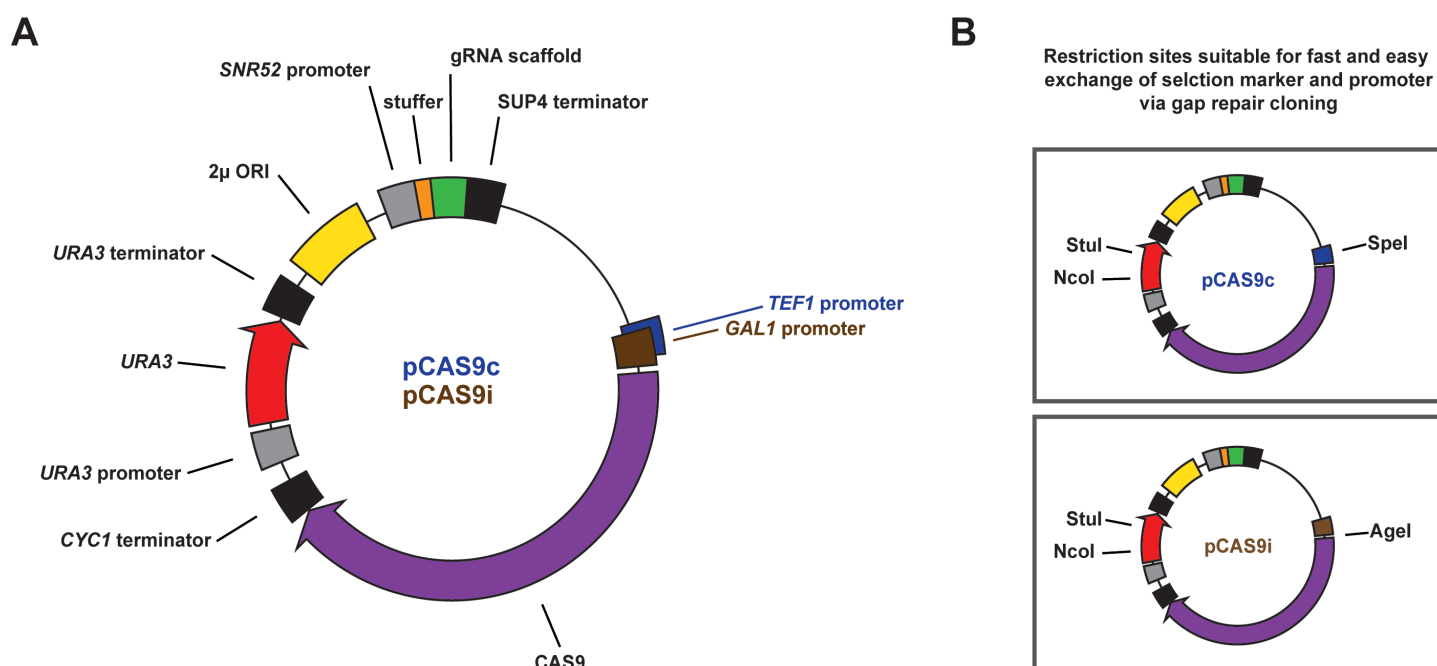 A
SNR52 promoter
gRNA scaffold
stuffer
SUP4 terminator
2µ ORI
URA3 terminator
TEF1 promoter
GAL1 promoter
URA3
pCAS9c
pCAS9i
URA3 promoter
CYC1 terminator
CAS9
B
Restriction sites suitable for fast and easy
exchange of selction marker and promoter
via gap repair cloning
StuI
SpeI
NcoI
pCAS9c
StuI
AgeI
NcoI
pCAS9i